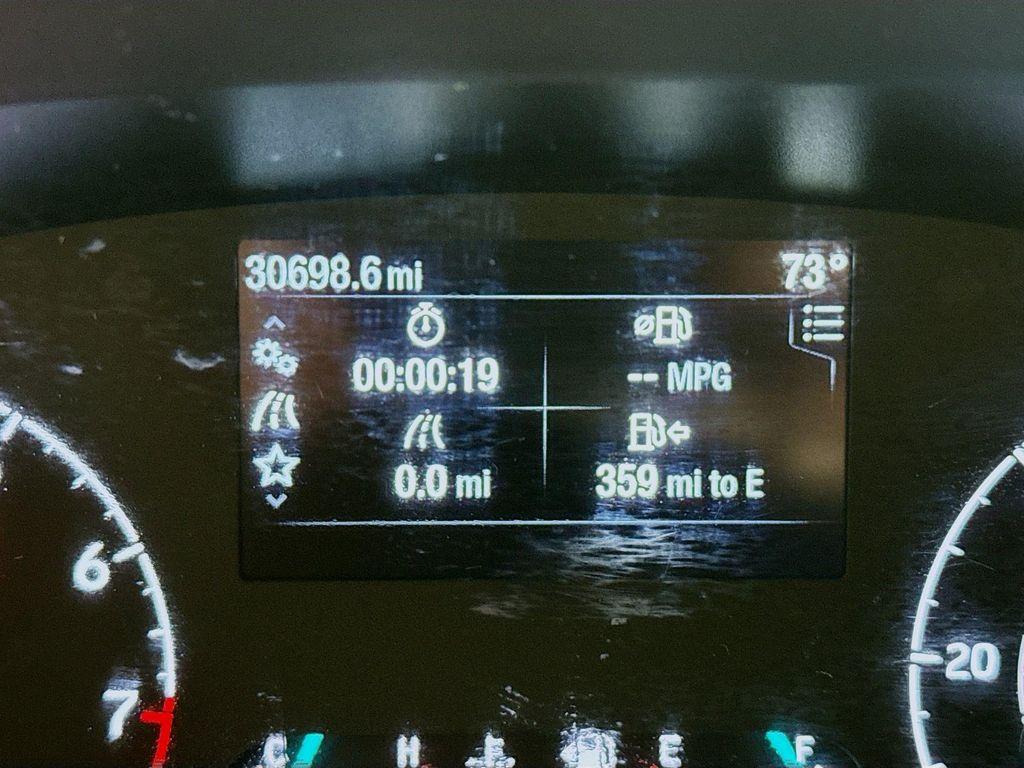 30698.6 mi 73°
00:00:19 -- MPG
0.0 mi 359 mi to E
6
20
7
C H E F